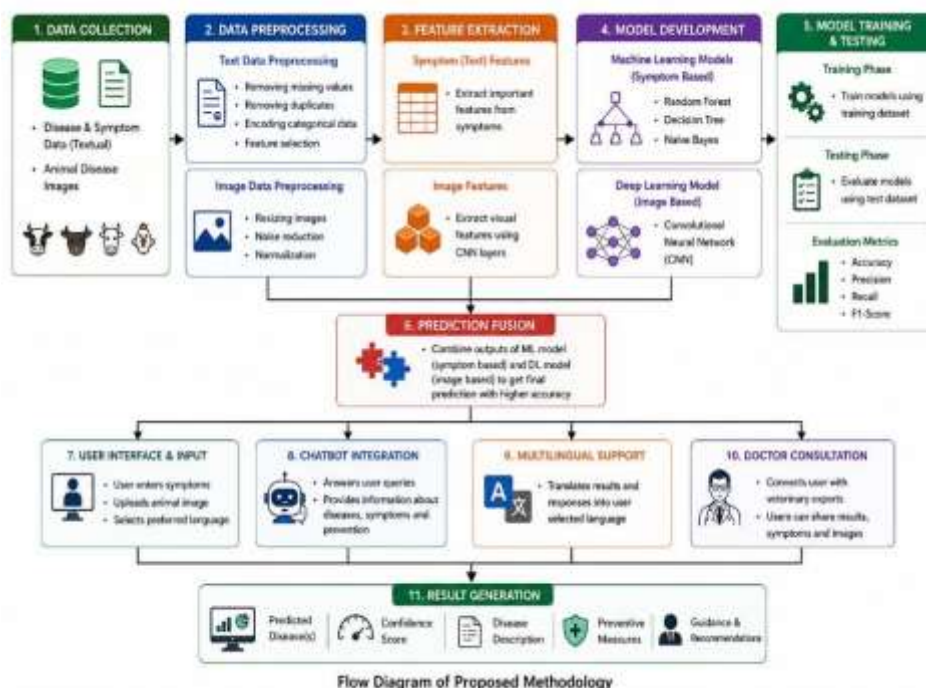 1. DATA COLLECTION
Disease & Symptom
Data (Textual)
Animal Disease
Images
2. DATA PREPROCESSING
Text Data Preprocessing
Removing missing values
Removing duplicates
Encoding categorical data
Feature selection
Image Data Preprocessing
Resizing images
Noise reduction
Normalization
3. FEATURE EXTRACTION
Symptom (Text) Features
Extract important
features from
symptoms
Image Features
Extract visual
features using
CNN layers
4. MODEL DEVELOPMENT
Machine Learning Models
(Symptom Based)
Random Forest
Decision Tree
Naive Bayes
Deep Learning Model
(Image Based)
Convolutional
Neural Network
(CNN)
5. MODEL TRAINING
& TESTING
Training Phase
Train models using
training dataset
Testing Phase
Evaluate models
using test dataset
Evaluation Metrics
Accuracy
Precision
Recall
F1-Score
6. PREDICTION FUSION
Combine outputs of ML model
(symptom based) and DL model
(image based) to get final
prediction with higher accuracy
7. USER INTERFACE & INPUT
User enters symptoms
Uploads animal image
Selects preferred language
8. CHATBOT INTEGRATION
Answers user queries
Provides information about
diseases, symptoms and
prevention
9. MULTILINGUAL SUPPORT
A
文
Translates results and
responses into user
selected language
10. DOCTOR CONSULTATION
Connects user with
veterinary experts
Users can share results,
symptoms and images
11. RESULT GENERATION
Predicted
Disease(s)
Confidence
Score
Disease
Description
Preventive
Measures
Guidance &
Recommendations
Flow Diagram of Proposed Methodology